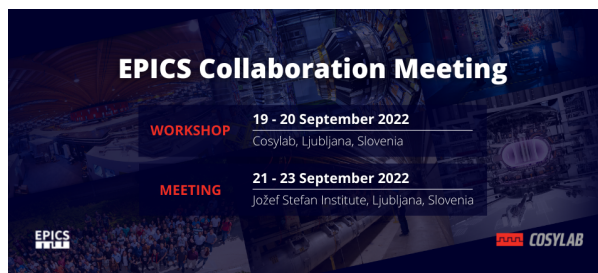 EPICS Collaboration Meeting
WORKSHOP
19 - 20 September 2022
Cosylab, Ljubljana, Slovenia
MEETING
21 - 23 September 2022
Jožef Stefan Institute, Ljubljana, Slovenia
EPICS
COSYLAB